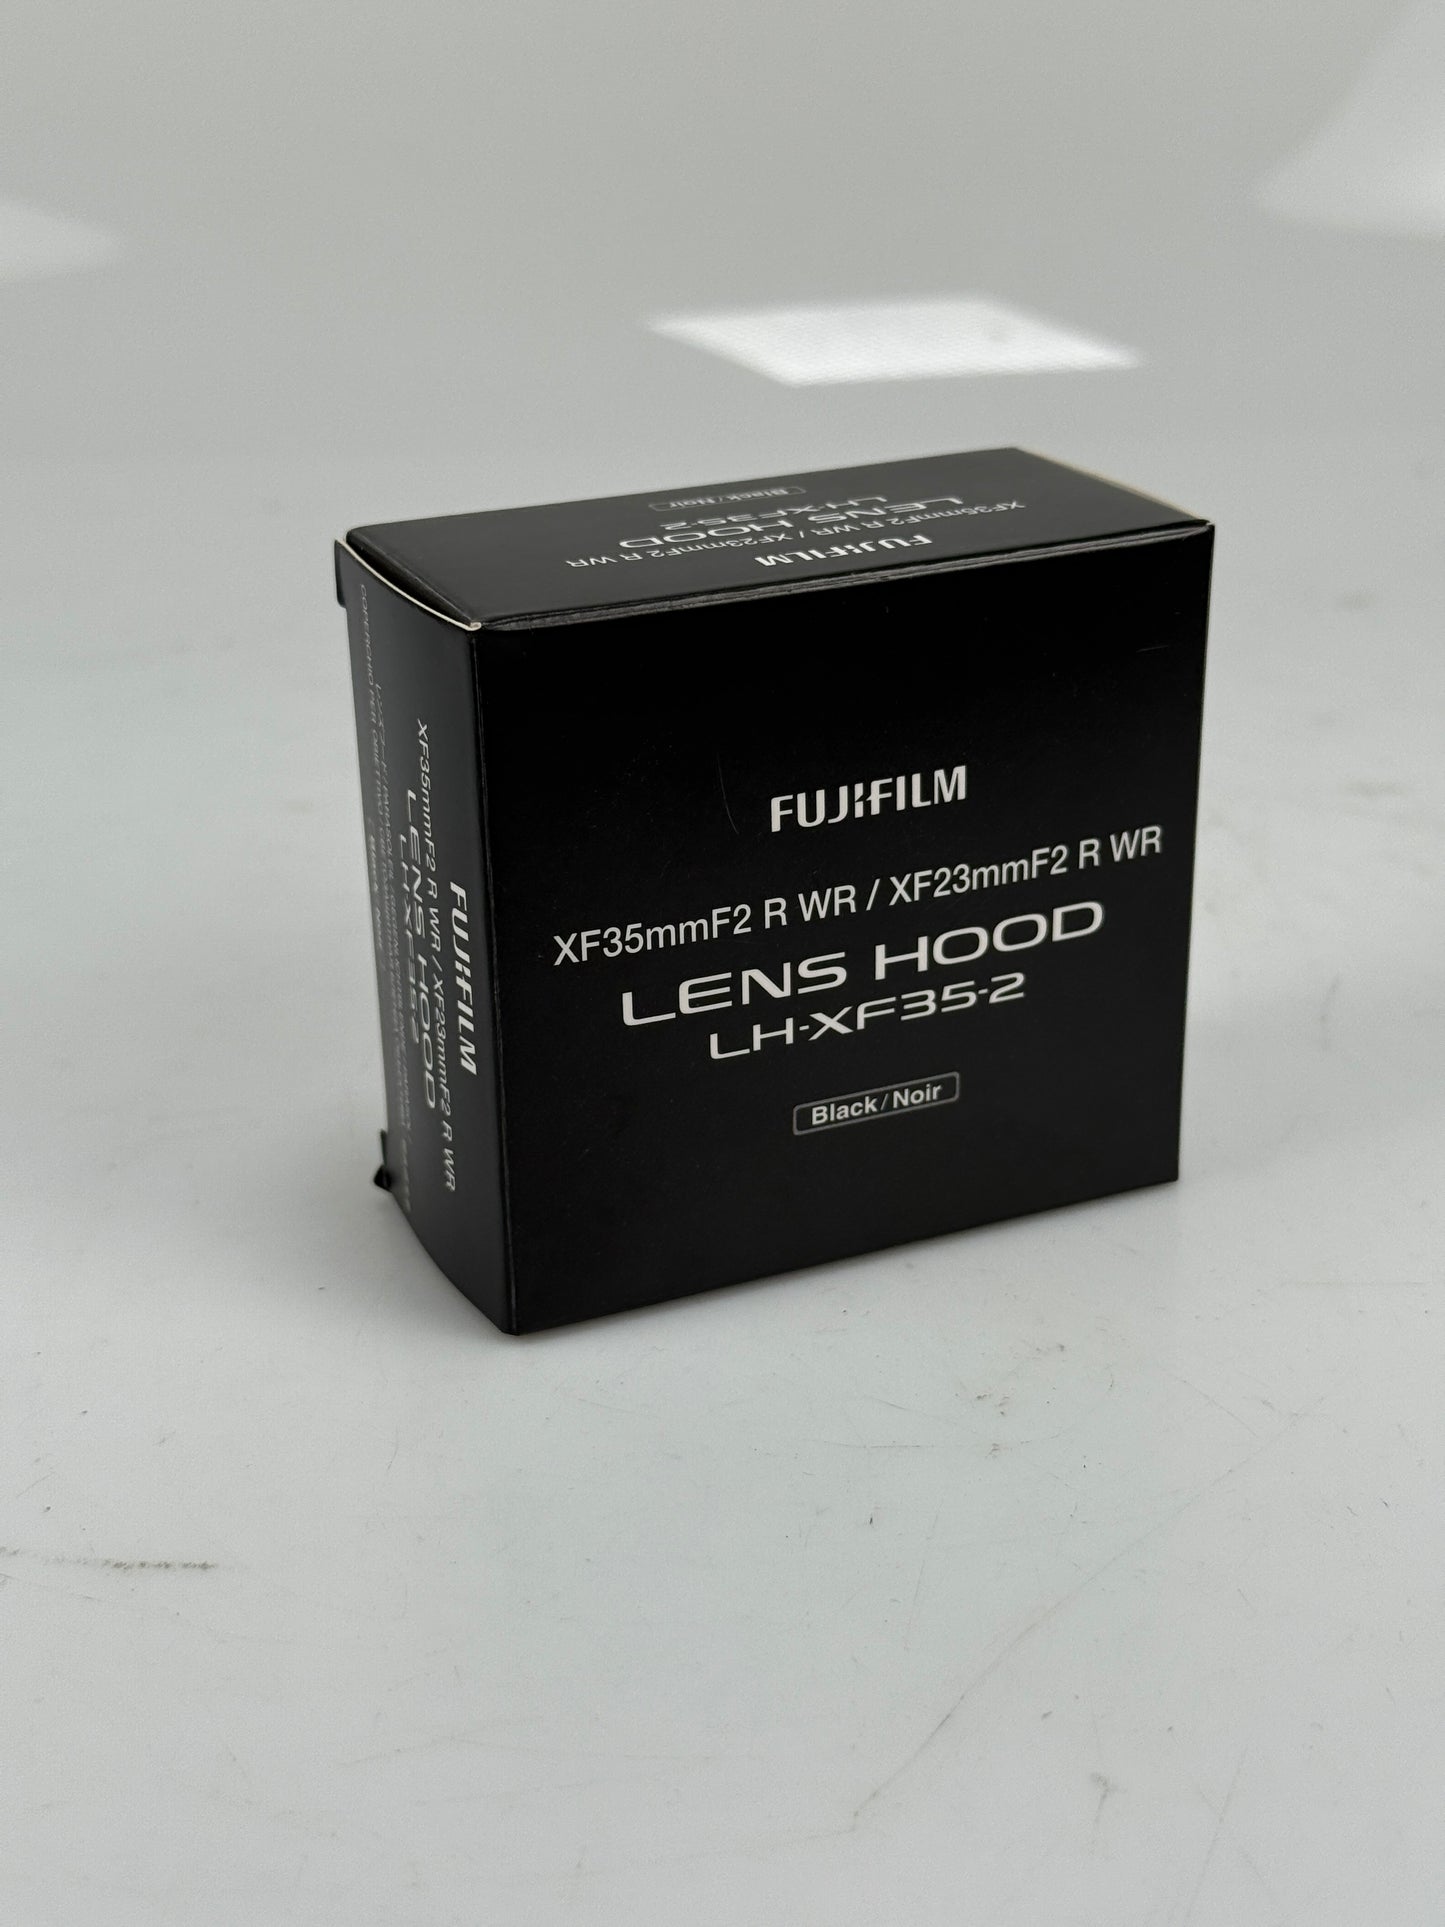 FUJIFILM
XF35mmF2 R WR / XF23mmF2 R WR
LENS HOOD
LH-XF35-2
Black/Noir
FUJIFILM
XF35mmF2 R WR / XF23mmF2 R WR
LENS HOOD
LH-XF35-2
Black/Noir
FUJIFILM
XF35mmF2 R WR / XF23mmF2 R WR
LENS HOOD
LH-XF35-2